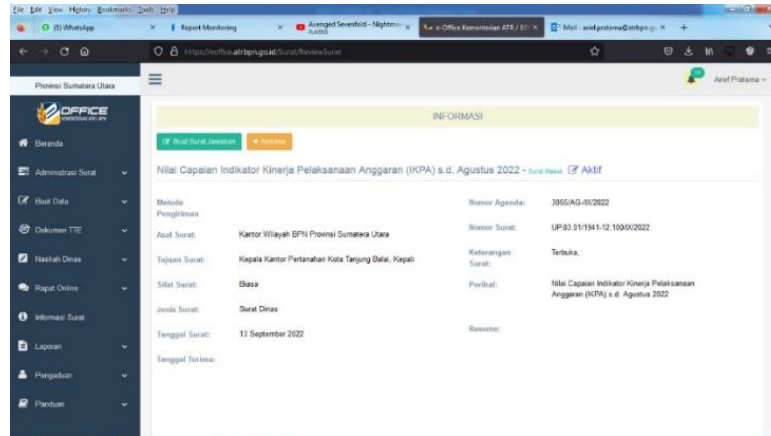 File Edit View History Bookmarks Tools Help
(5) WhatsApp
Report Monitoring
Avenged Sevenfold - Nightm
e-Office Kementerian ATR / BP
Mail - arief.pratama@atrbpn.go
https://eoffice.atrbpn.go.id/Surat/ReviewSurat
Provinsi Sumatera Utara
Arief Pratama
OFFICE
INFORMASI
Beranda
Buat Surat Jawaban
Administrasi Surat
Nilai Capaian Indikator Kinerja Pelaksanaan Anggaran (IKPA) s.d. Agustus 2022 - Surat Masuk Aktif
Buat Data
Metode Pengiriman
Nomor Agenda: 3055/AG-IX/2022
Dokumen TTE
Asal Surat: Kantor Wilayah BPN Provinsi Sumatera Utara
Nomor Surat: UP.03.01/1941-12.100/IX/2022
Naskah Dinas
Tujuan Surat: Kepala Kantor Pertanahan Kota Tanjung Balai, Kepala
Keterangan Surat: Terbuka,
Rapat Online
Sifat Surat: Biasa
Perihal: Nilai Capaian Indikator Kinerja Pelaksanaan
Anggaran (IKPA) s.d. Agustus 2022
Informasi Surat
Jenis Surat: Surat Dinas
Laporan
Tanggal Surat: 13 September 2022
Resume:
Pengaduan
Tanggal Terima:
Panduan